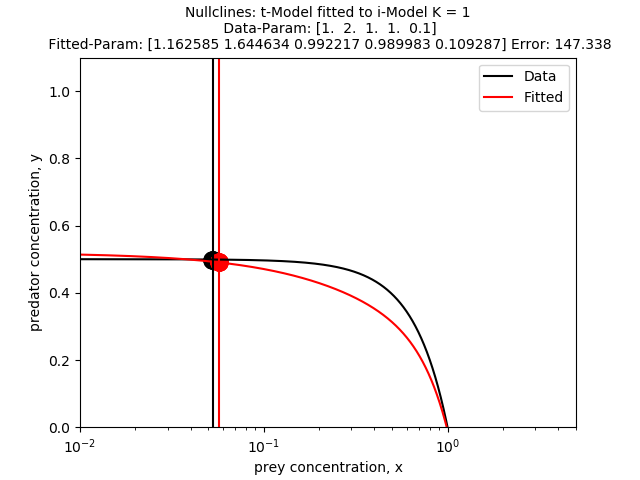 Nullclines: t-Model fitted to i-Model K = 1
Data-Param: [1. 2. 1. 1. 0.1]
Fitted-Param: [1.162585 1.644634 0.992217 0.989983 0.109287] Error: 147.338
Data
Fitted
1.0
0.8
0.6
0.4
0.2
0.0
predator concentration, y
10⁻²
10⁻¹
10⁰
prey concentration, x